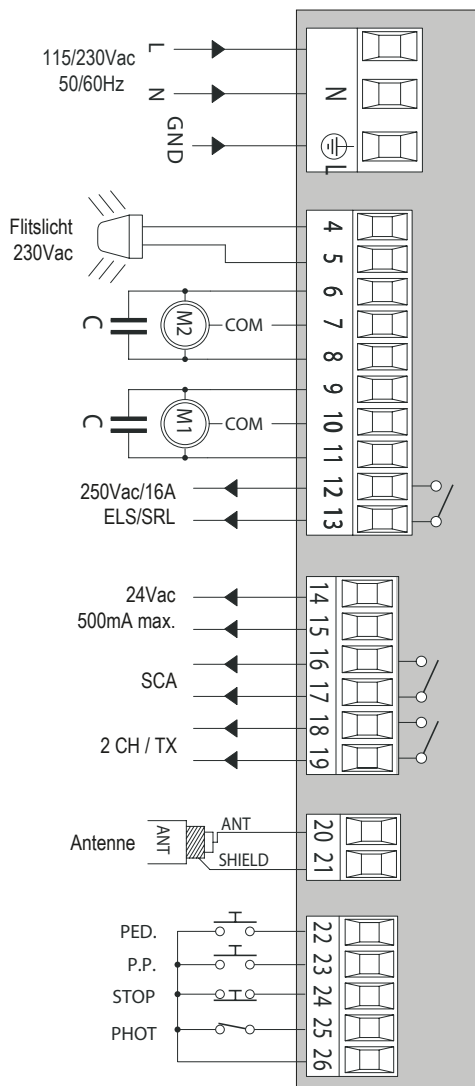 115/230Vac
50/60Hz
L
N
N
GND
L
Flitslicht
230Vac
4
5
6
C
M2
COM
7
8
9
C
M1
COM
10
11
250Vac/16A
12
ELS/SRL
13
24Vac
14
500mA max.
15
16
SCA
17
18
2 CH / TX
19
Antenne
ANT
ANT
20
SHIELD
21
PED.
22
P.P.
23
STOP
24
PHOT
25
26